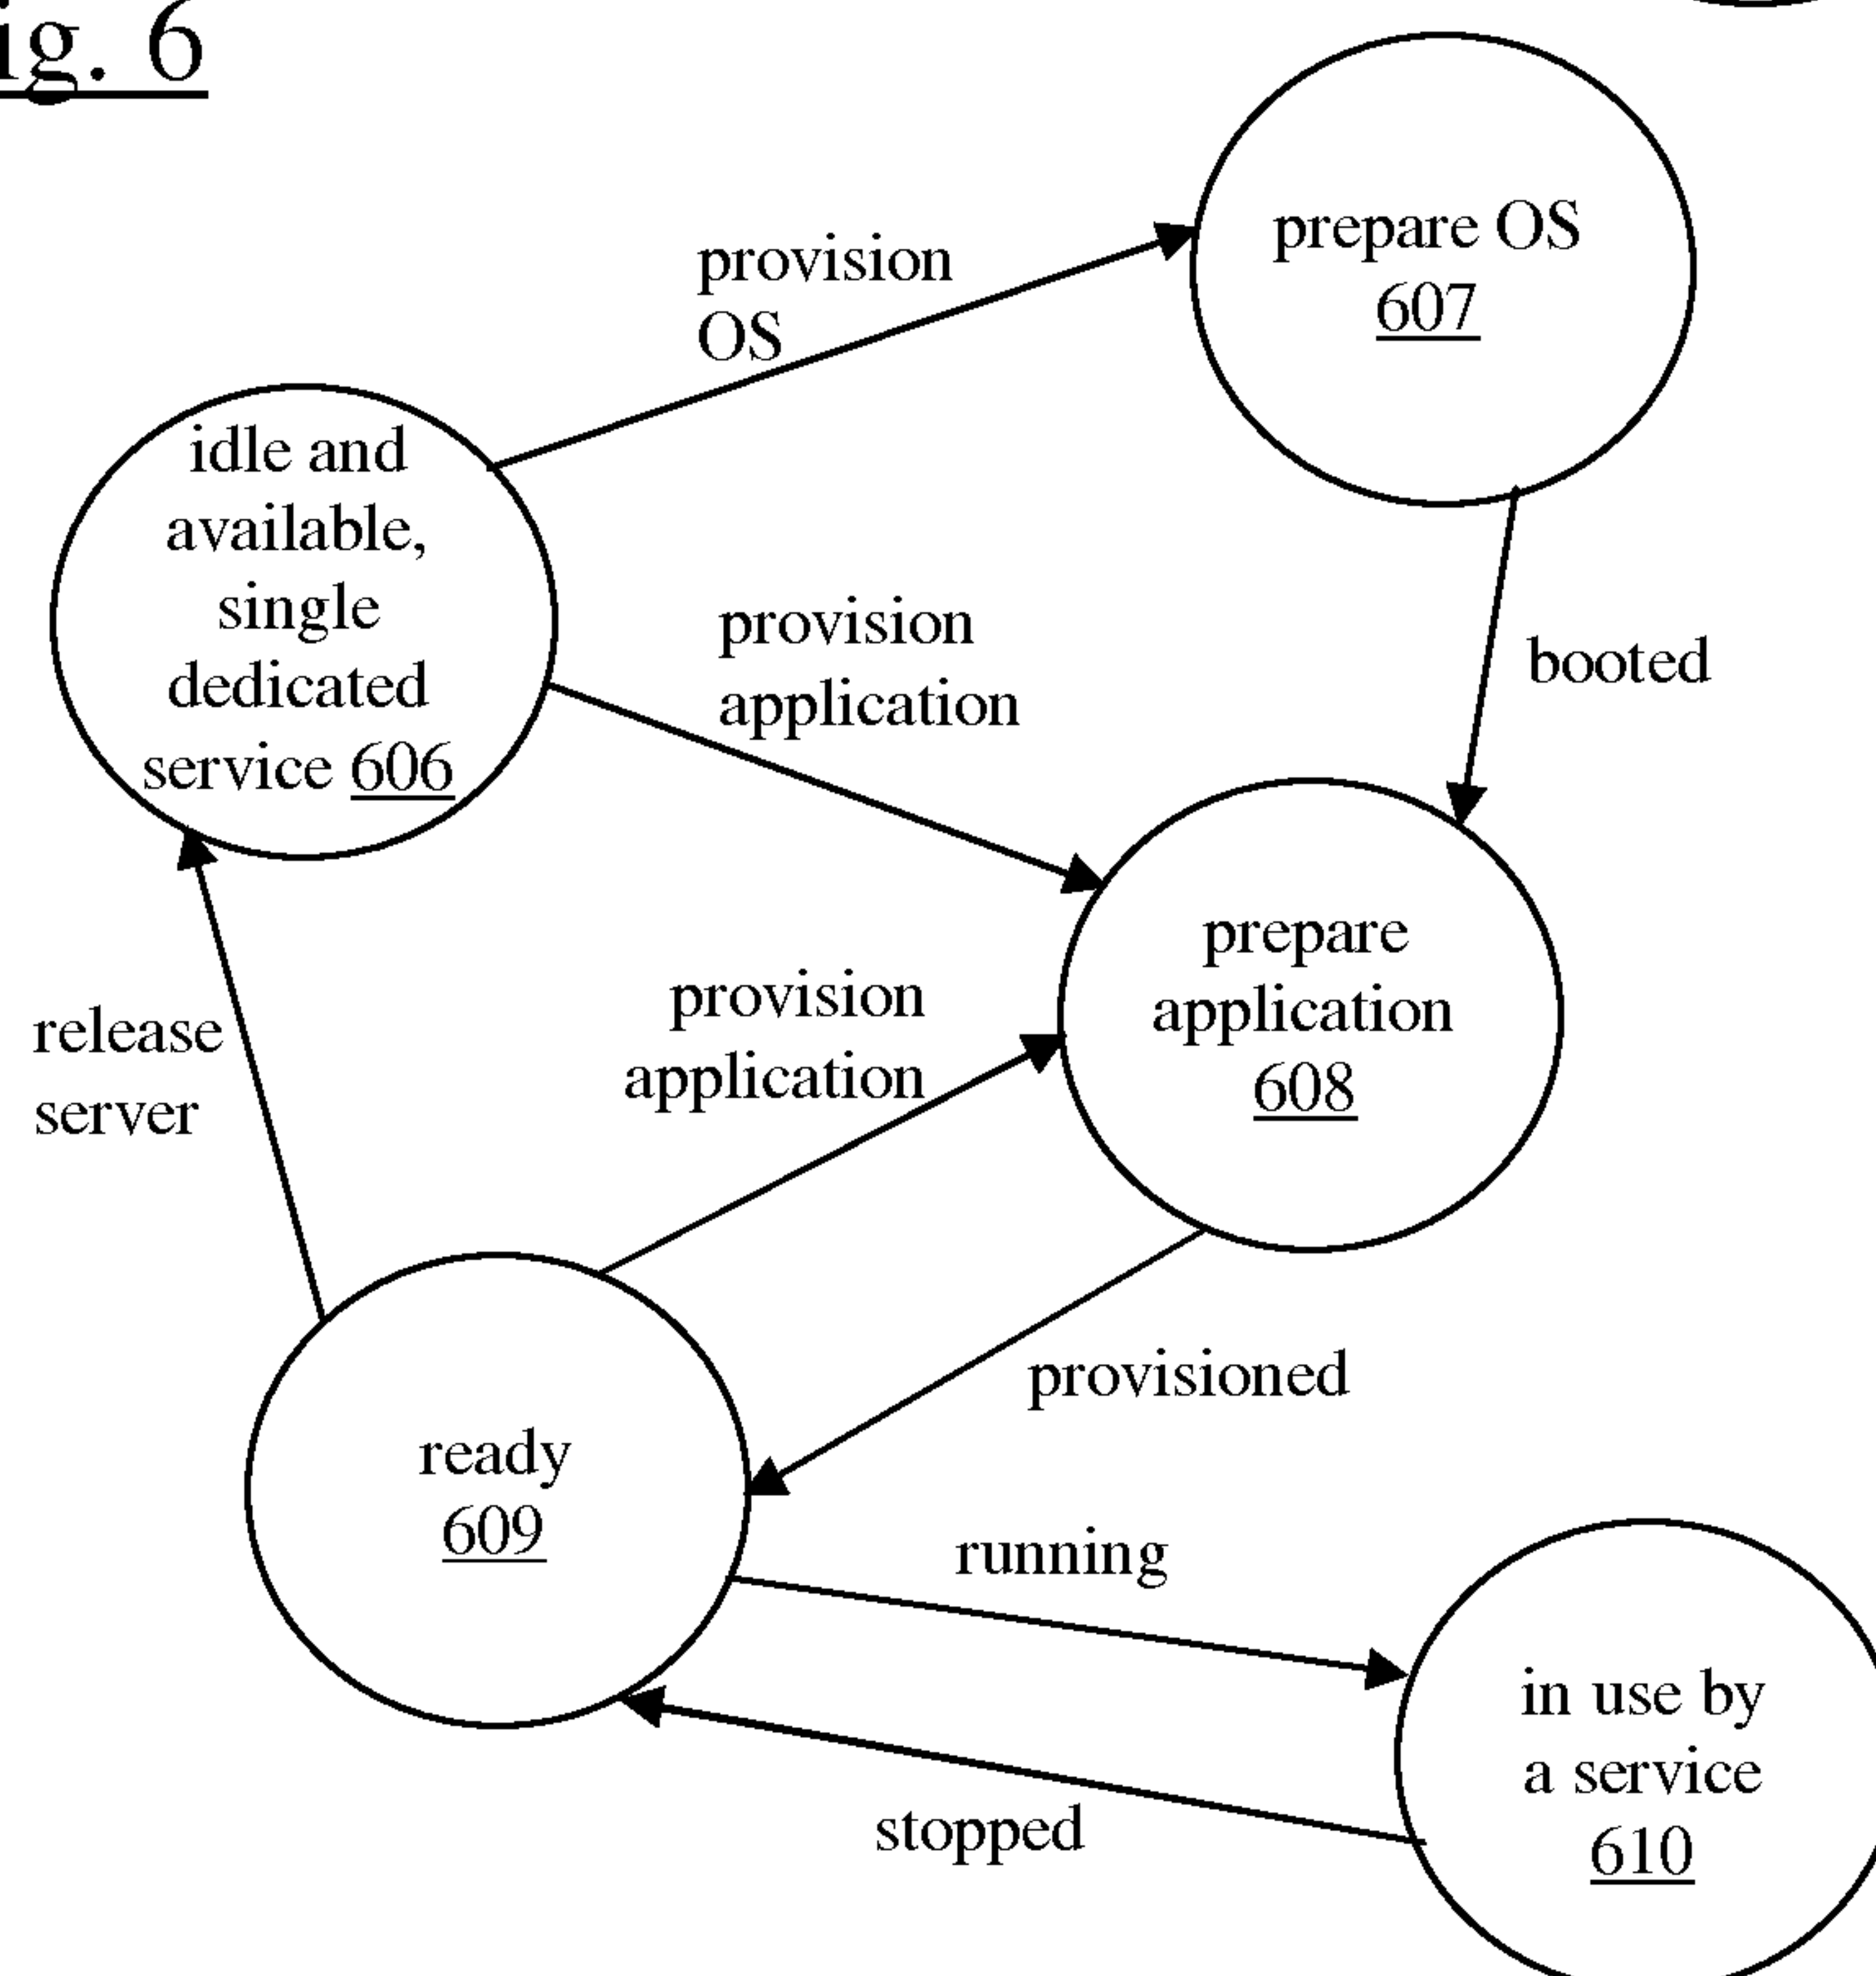 ig. 6
prepare OS
607
provision
OS
idle and
available,
single
dedicated
service 606
provision
application
booted
prepare
application
608
provision
application
release
server
provisioned
ready
609
running
in use by
a service
610
stopped